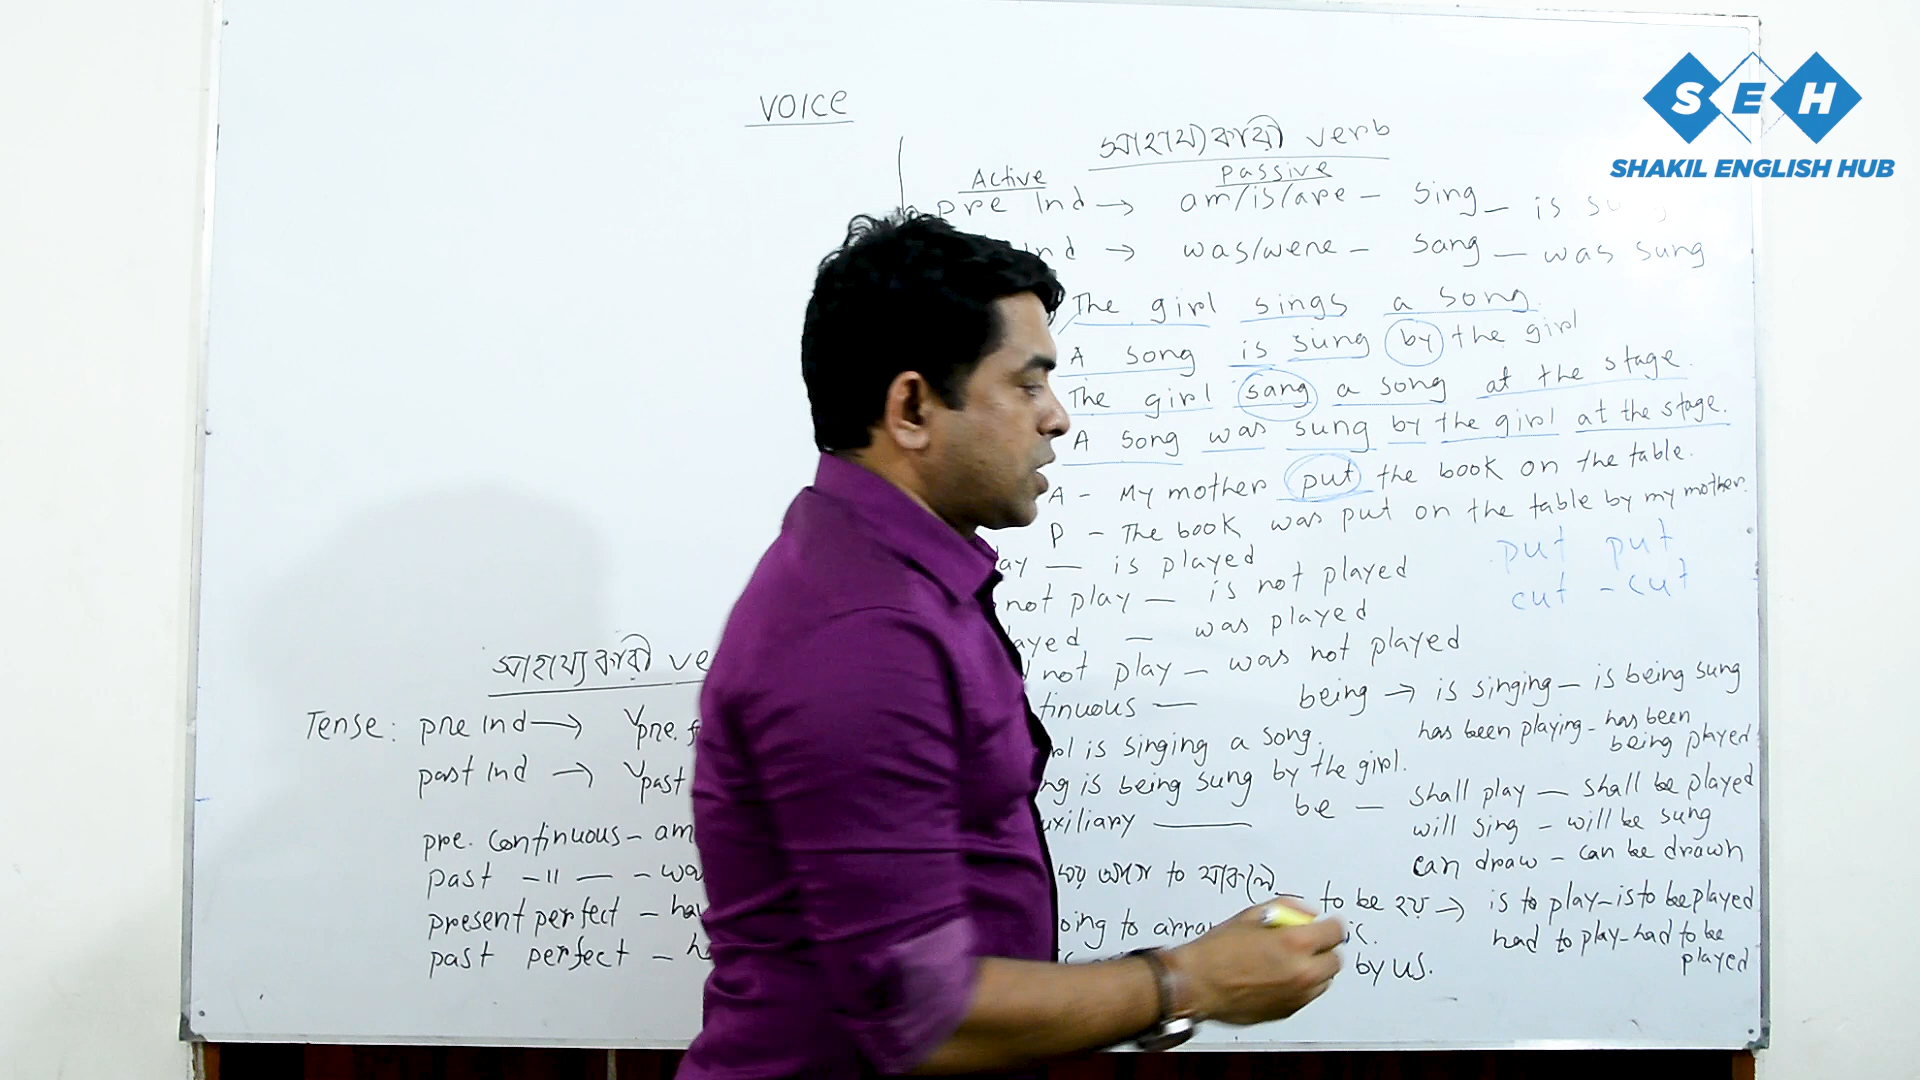 VOICE
SEH
SHAKIL ENGLISH HUB
সাহায্যকারী verb
Active Passive
pre Ind → am/is/are – Sing – is
Ind → was/were – Sang – was sung
The girl sings a song.
A song is sung by the girl
The girl sang a song at the stage.
A song was sung by the girl at the stage.
A – My mother put the book on the table.
P – The book was put on the table by my mother.
put put
cut – cut
ay — is played
not play — is not played
ayed — was played
not play – was not played
tinuous — being → is singing – is being sung
has been playing – has been being played
is singing a song.
ng is being sung by the girl.
uxiliary — be — shall play — shall be played
will sing – will be sung
can draw – can be drawn
to থাকলে to be হয় → is to play – is to be played
oing to arra
had to play – had to be played
by us.
সাহায্যকারী ve
Tense: pre Ind → pre.
past Ind → past
pre. continuous – am
past –"– – wa
present perfect – ha
past perfect – h